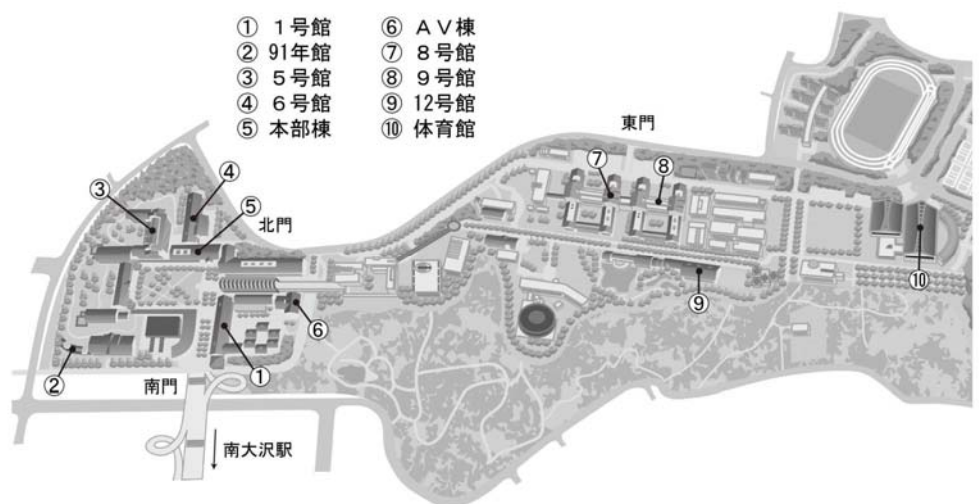 ① 1号館
② 91年館
③ 5号館
④ 6号館
⑤ 本部棟
⑥ AV棟
⑦ 8号館
⑧ 9号館
⑨ 12号館
⑩ 体育館
東門
⑦
⑧
④
③
⑤
北門
⑩
⑨
⑥
②
南門
①
南大沢駅